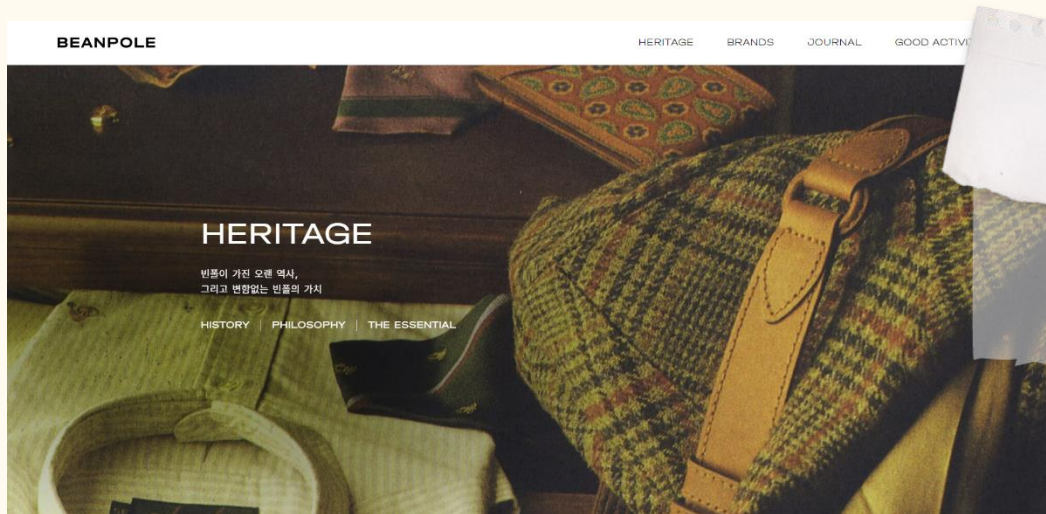 BEANPOLE
HERITAGE BRANDS JOURNAL GOOD
HERITAGE
빈폴이 가진 오랜 역사,
그리고 변함없는 빈폴의 가치
HISTORY | PHILOSOPHY | THE ESSENTIAL